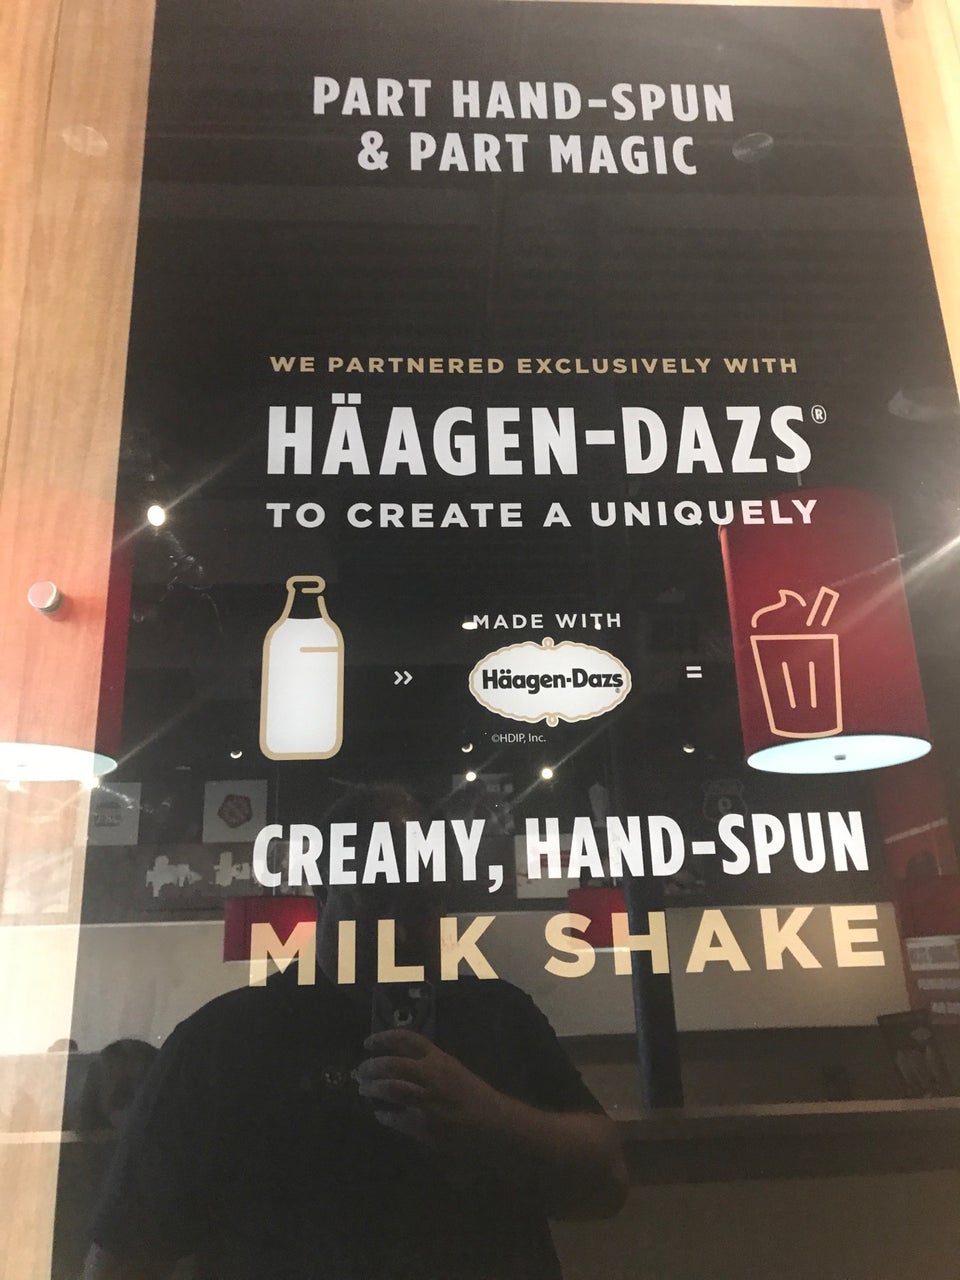 PART HAND-SPUN
& PART MAGIC
WE PARTNERED EXCLUSIVELY WITH
HÄAGEN-DAZS®
TO CREATE A UNIQUELY
»
MADE WITH
Häagen-Dazs®
=
©HDIP, Inc.
CREAMY, HAND-SPUN
MILK SHAKE